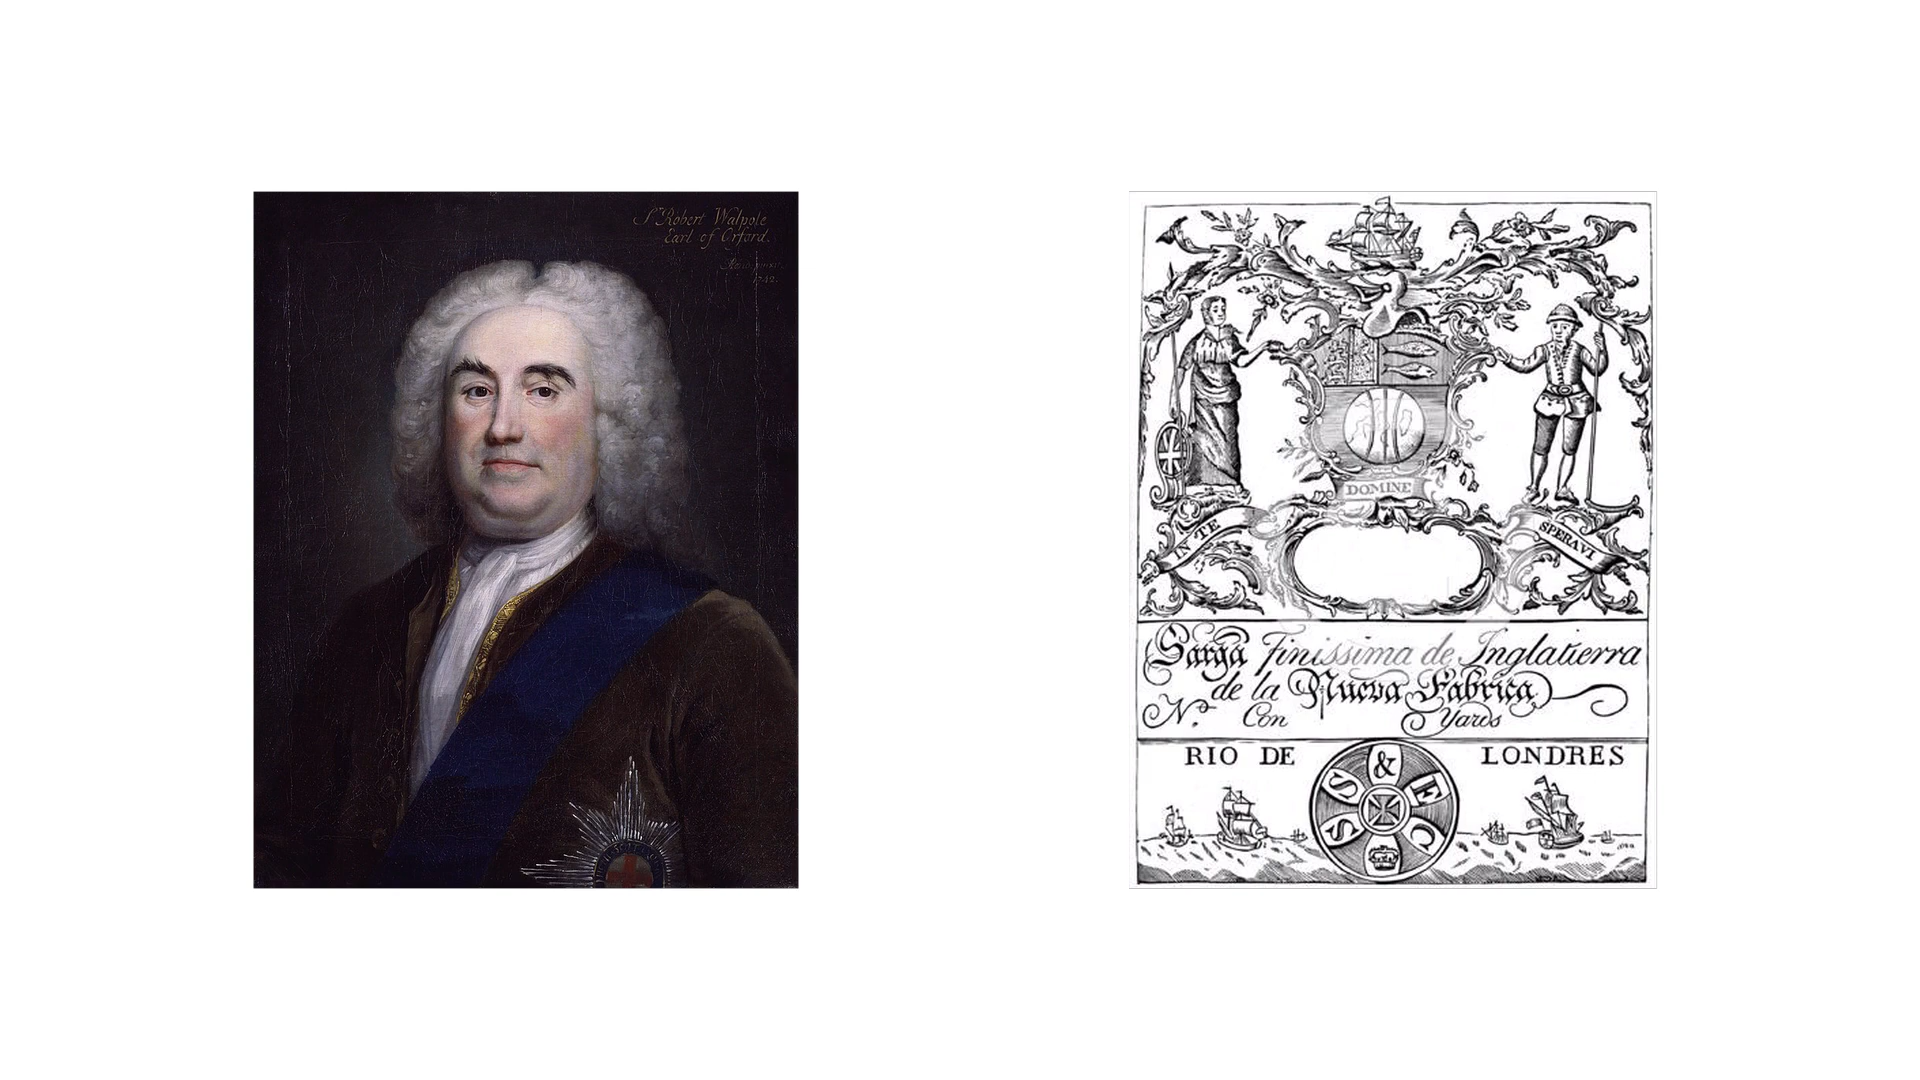 Sr Robert Walpole
Earl of Orford.
DOMINE
IN TE
SPERAVI
Sarga finissima de Inglatierra
de la Nueva Fabrica
No. Con Yards
RIO DE
LONDRES
S S & E C